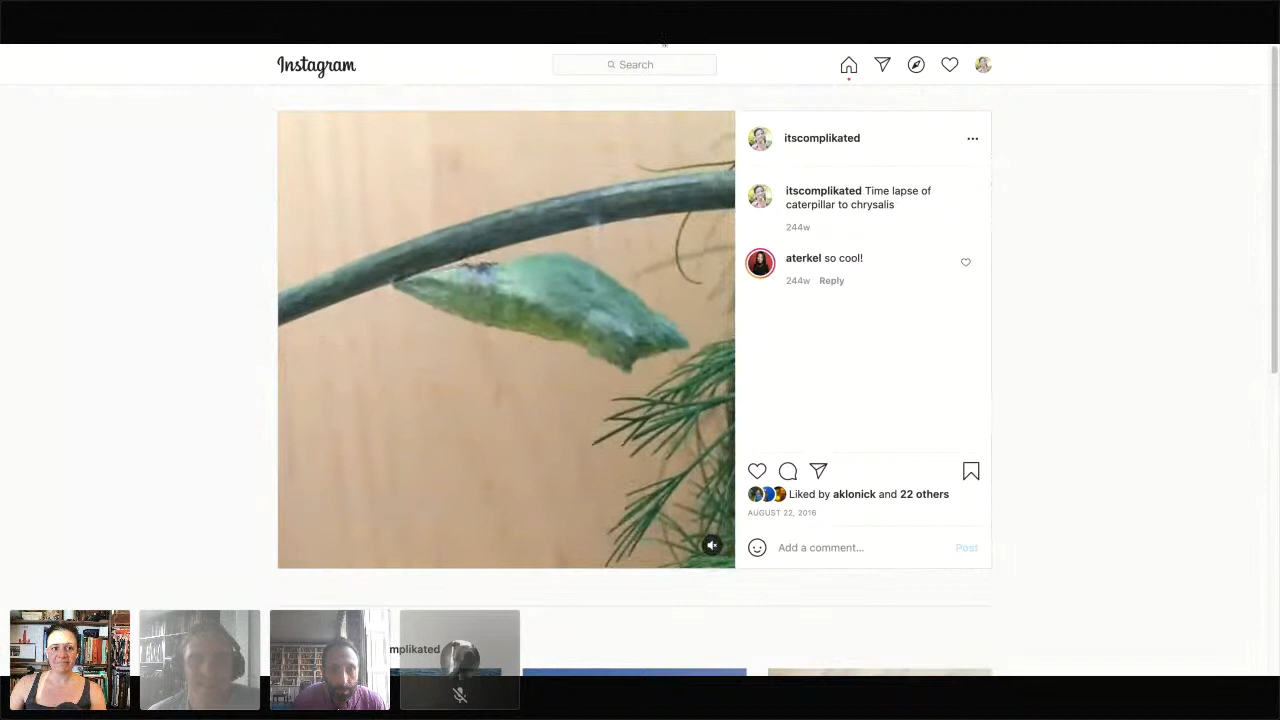 Instagram
Search
itscomplikated
itscomplikated Time lapse of
caterpillar to chrysalis
244w
aterkel so cool!
244w Reply
Liked by aklonick and 22 others
AUGUST 22, 2016
Add a comment... Post
mplikated